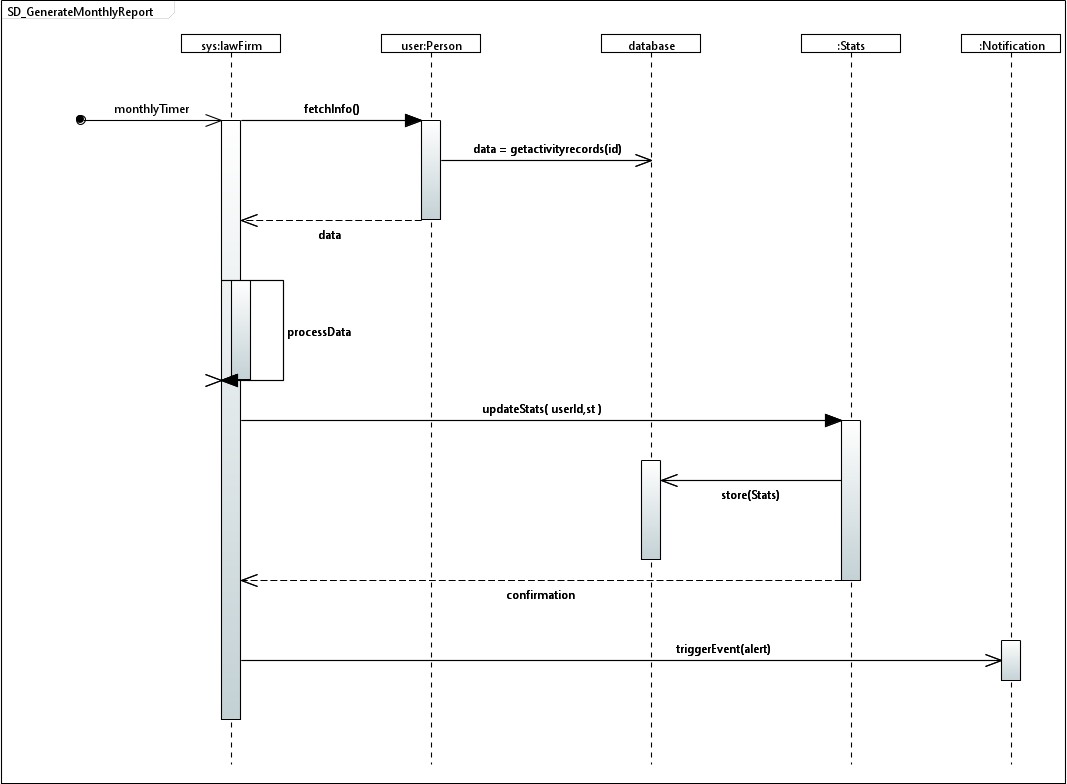 SD_GenerateMonthlyReport
sys:lawFirm
user:Person
database
:Stats
:Notification
monthlyTimer
fetchInfo()
data = getactivityrecords(id)
data
processData
updateStats( userId,st )
store(Stats)
confirmation
triggerEvent(alert)